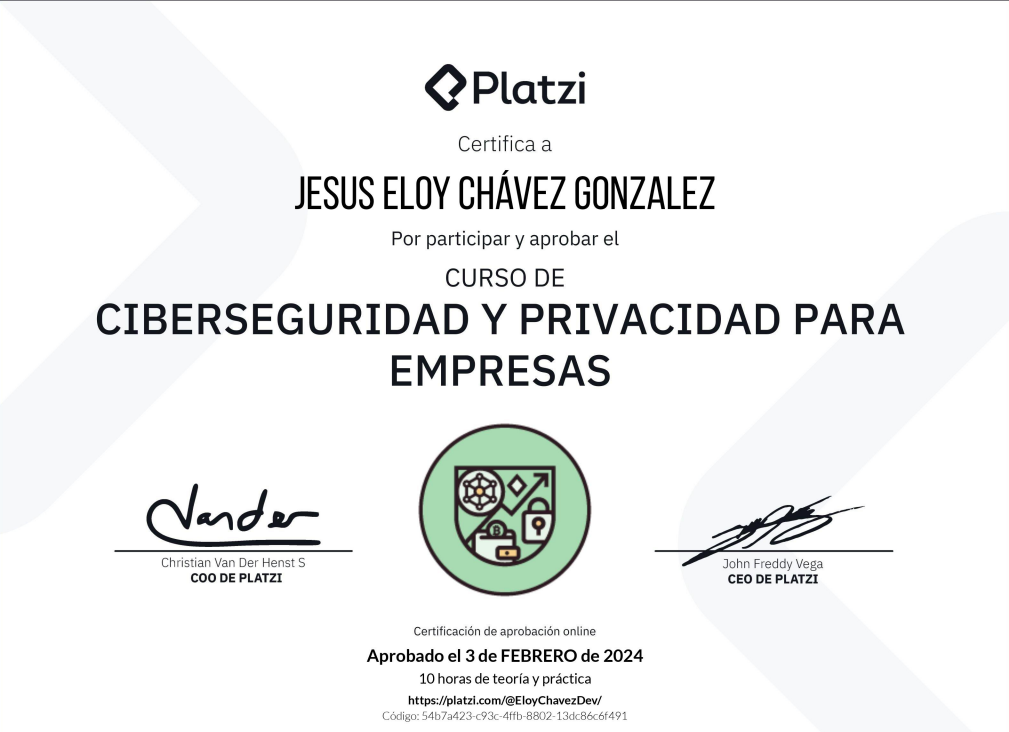 Platzi
Certifica a
JESUS ELOY CHÁVEZ GONZALEZ
Por participar y aprobar el
CURSO DE
CIBERSEGURIDAD Y PRIVACIDAD PARA
EMPRESAS
Vander
Christian Van Der Henst S
COO DE PLATZI
John Freddy Vega
CEO DE PLATZI
Certificación de aprobación online
Aprobado el 3 de FEBRERO de 2024
10 horas de teoría y práctica
https://platzi.com/@EloyChavezDev/
Código: 54b7a423-c93c-4ffb-8802-13dc86c6f491